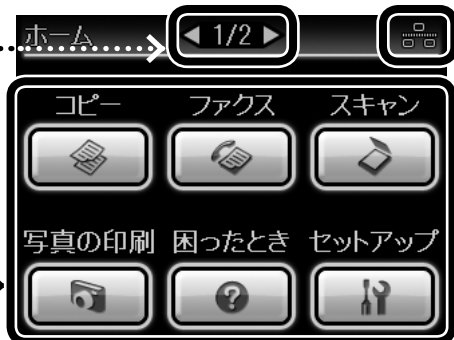 ホーム ◀ 1/2 ▶
コピー ファクス スキャン
写真の印刷 困ったとき セットアップ